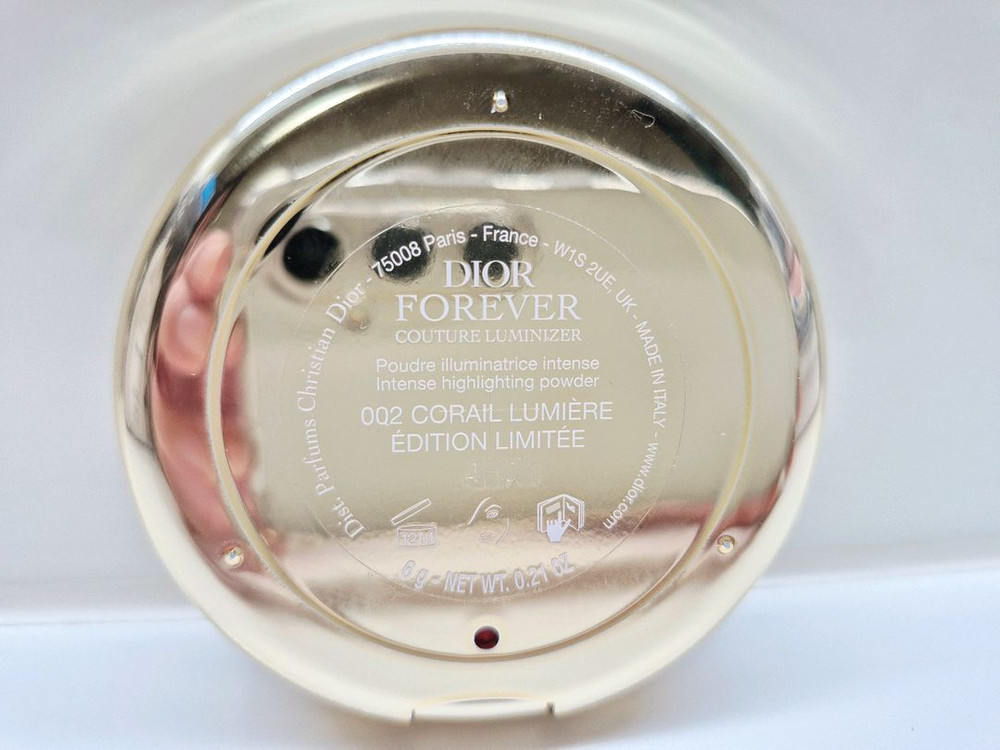 Dist. Parfums Christian Dior - 75008 Paris - France - W1S 2UE, UK - MADE IN ITALY - www.dior.com
DIOR
FOREVER
COUTURE LUMINIZER
Poudre illuminatrice intense
Intense highlighting powder
002 CORAIL LUMIÈRE
ÉDITION LIMITÉE
12M
6 g - NET WT. 0.21 OZ